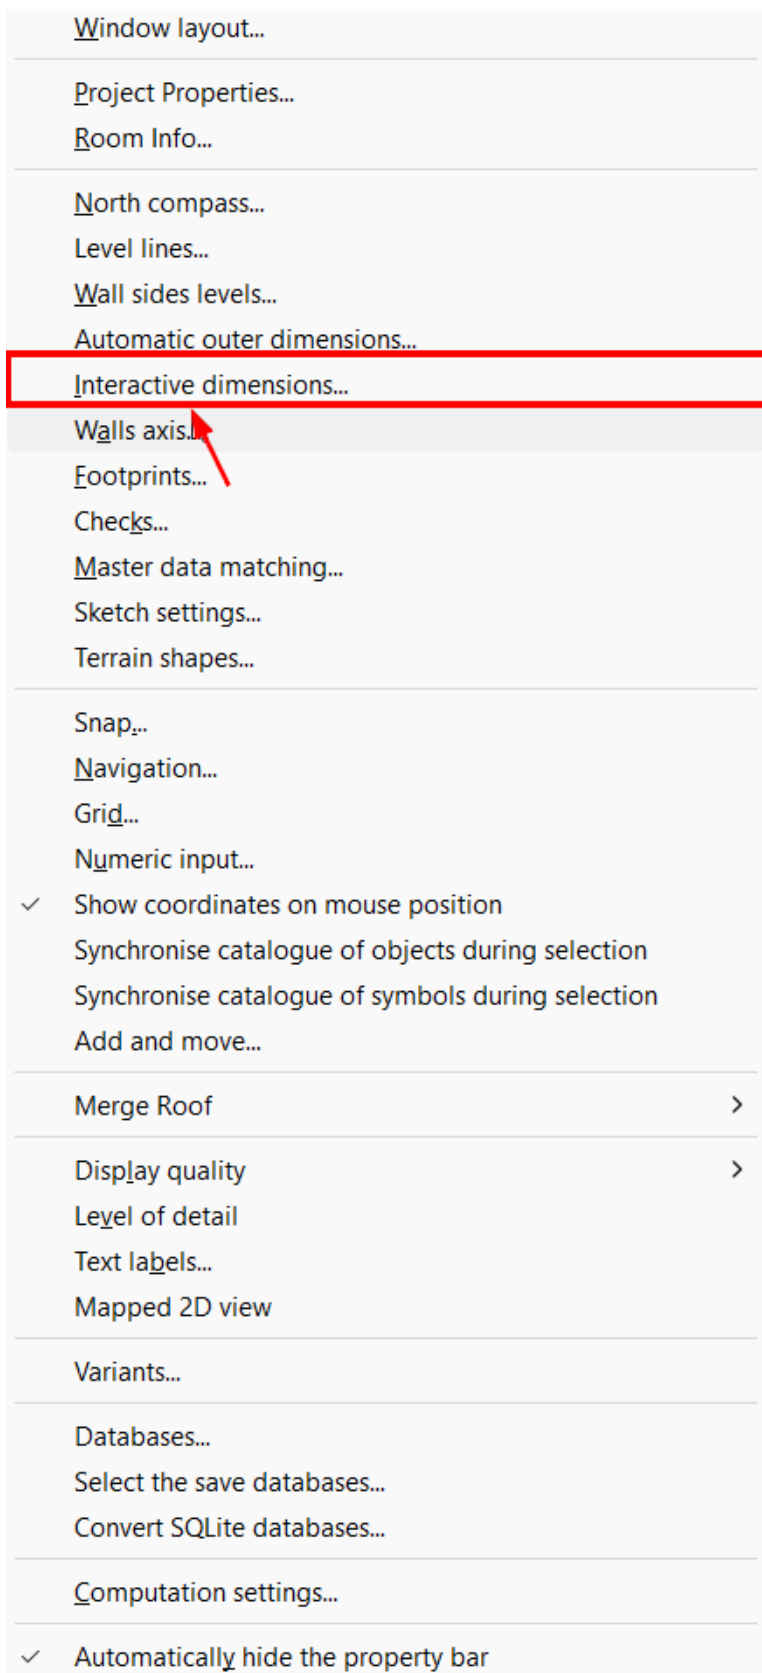 Window layout...
Project Properties...
Room Info...
North compass...
Level lines...
Wall sides levels...
Automatic outer dimensions...
Interactive dimensions...
Walls axis...
Footprints...
Checks...
Master data matching...
Sketch settings...
Terrain shapes...
Snap...
Navigation...
Grid...
Numeric input...
Show coordinates on mouse position
Synchronise catalogue of objects during selection
Synchronise catalogue of symbols during selection
Add and move...
Merge Roof
Display quality
Level of detail
Text labels...
Mapped 2D view
Variants...
Databases...
Select the save databases...
Convert SQLite databases...
Computation settings...
Automatically hide the property bar